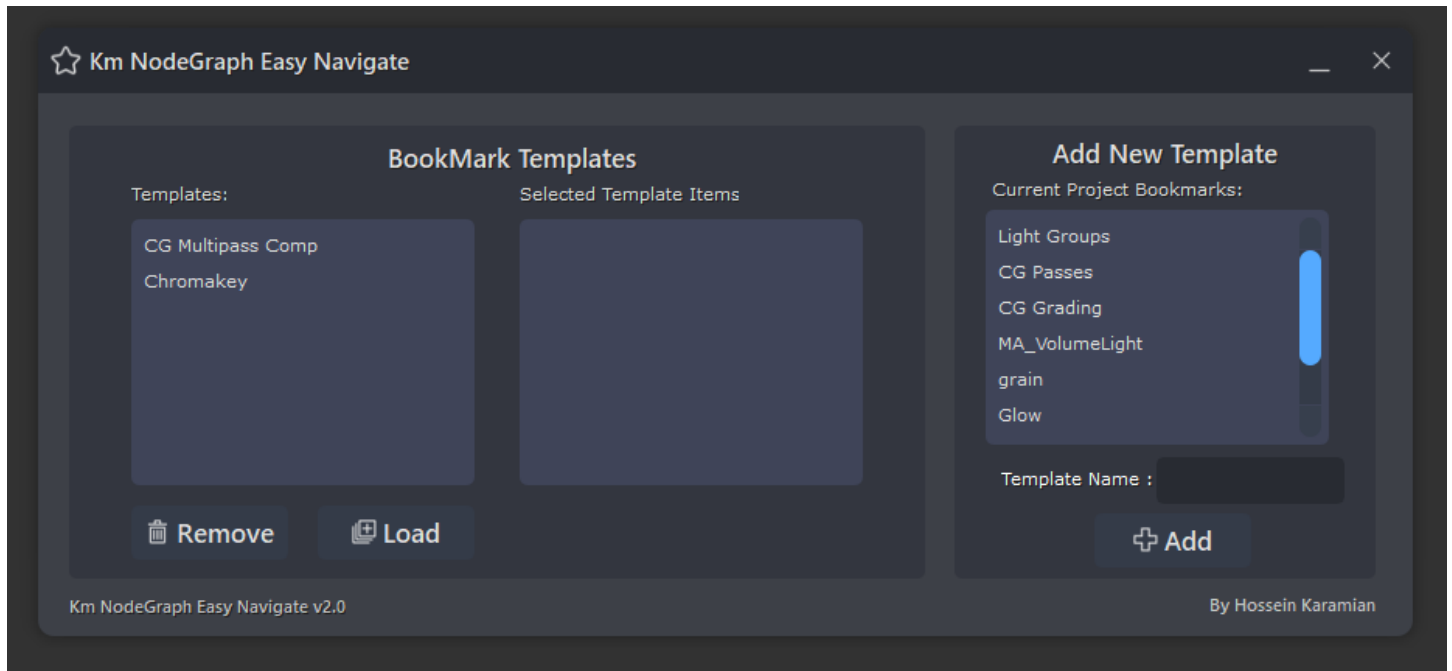 Km NodeGraph Easy Navigate
BookMark Templates
Templates:
CG Multipass Comp
Chromakey
Selected Template Items
Remove
Load
Add New Template
Current Project Bookmarks:
Light Groups
CG Passes
CG Grading
MA_VolumeLight
grain
Glow
Template Name :
Add
Km NodeGraph Easy Navigate v2.0
By Hossein Karamian